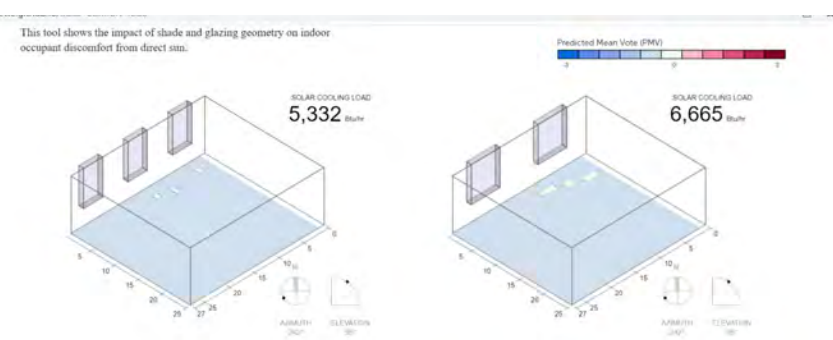 This tool shows the impact of shade and glazing geometry on indoor
occupant discomfort from direct sun.
Predicted Mean Vote (PMV)
0
SOLAR COOLING LOAD
5,332 Btu/hr
5
10
15
20
25
27
25
20
15
10
5
0
AZIMUTH
ELEVATION
SOLAR COOLING LOAD
6,665 Btu/hr
5
10
15
20
25
27
25
20
15
10
5
0
AZIMUTH
ELEVATION